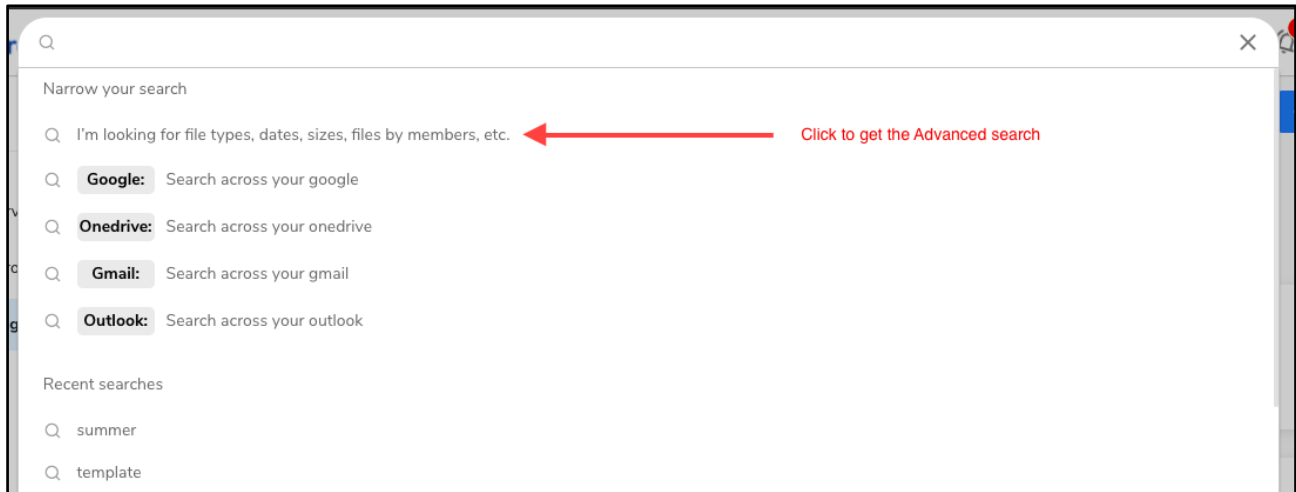 Narrow your search
I'm looking for file types, dates, sizes, files by members, etc. Click to get the Advanced search
Google: Search across your google
Onedrive: Search across your onedrive
Gmail: Search across your gmail
Outlook: Search across your outlook
Recent searches
summer
template